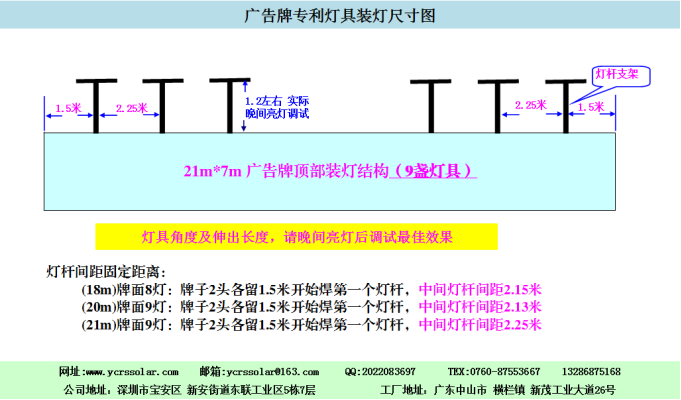 广告牌专利灯具装灯尺寸图
灯杆支架
1.5米
2.25米
1.2左右 实际
晚间亮灯调试
2.25米
1.5米
21m*7m 广告牌顶部装灯结构（9盏灯具）
灯具角度及伸出长度，请晚间亮灯后调试最佳效果
灯杆间距固定距离：
(18m)牌面8灯：牌子2头各留1.5米开始焊第一个灯杆，中间灯杆间距2.15米
(20m)牌面9灯：牌子2头各留1.5米开始焊第一个灯杆，中间灯杆间距2.13米
(21m)牌面9灯：牌子2头各留1.5米开始焊第一个灯杆，中间灯杆间距2.25米
网址:www.ycrssolar.com 邮箱:ycrssolar@163.com QQ:2022083697 TEX:0760-87553667 13286875168
公司地址：深圳市宝安区 新安街道东联工业区5栋7层 工厂地址：广东中山市 横栏镇 新茂工业大道26号